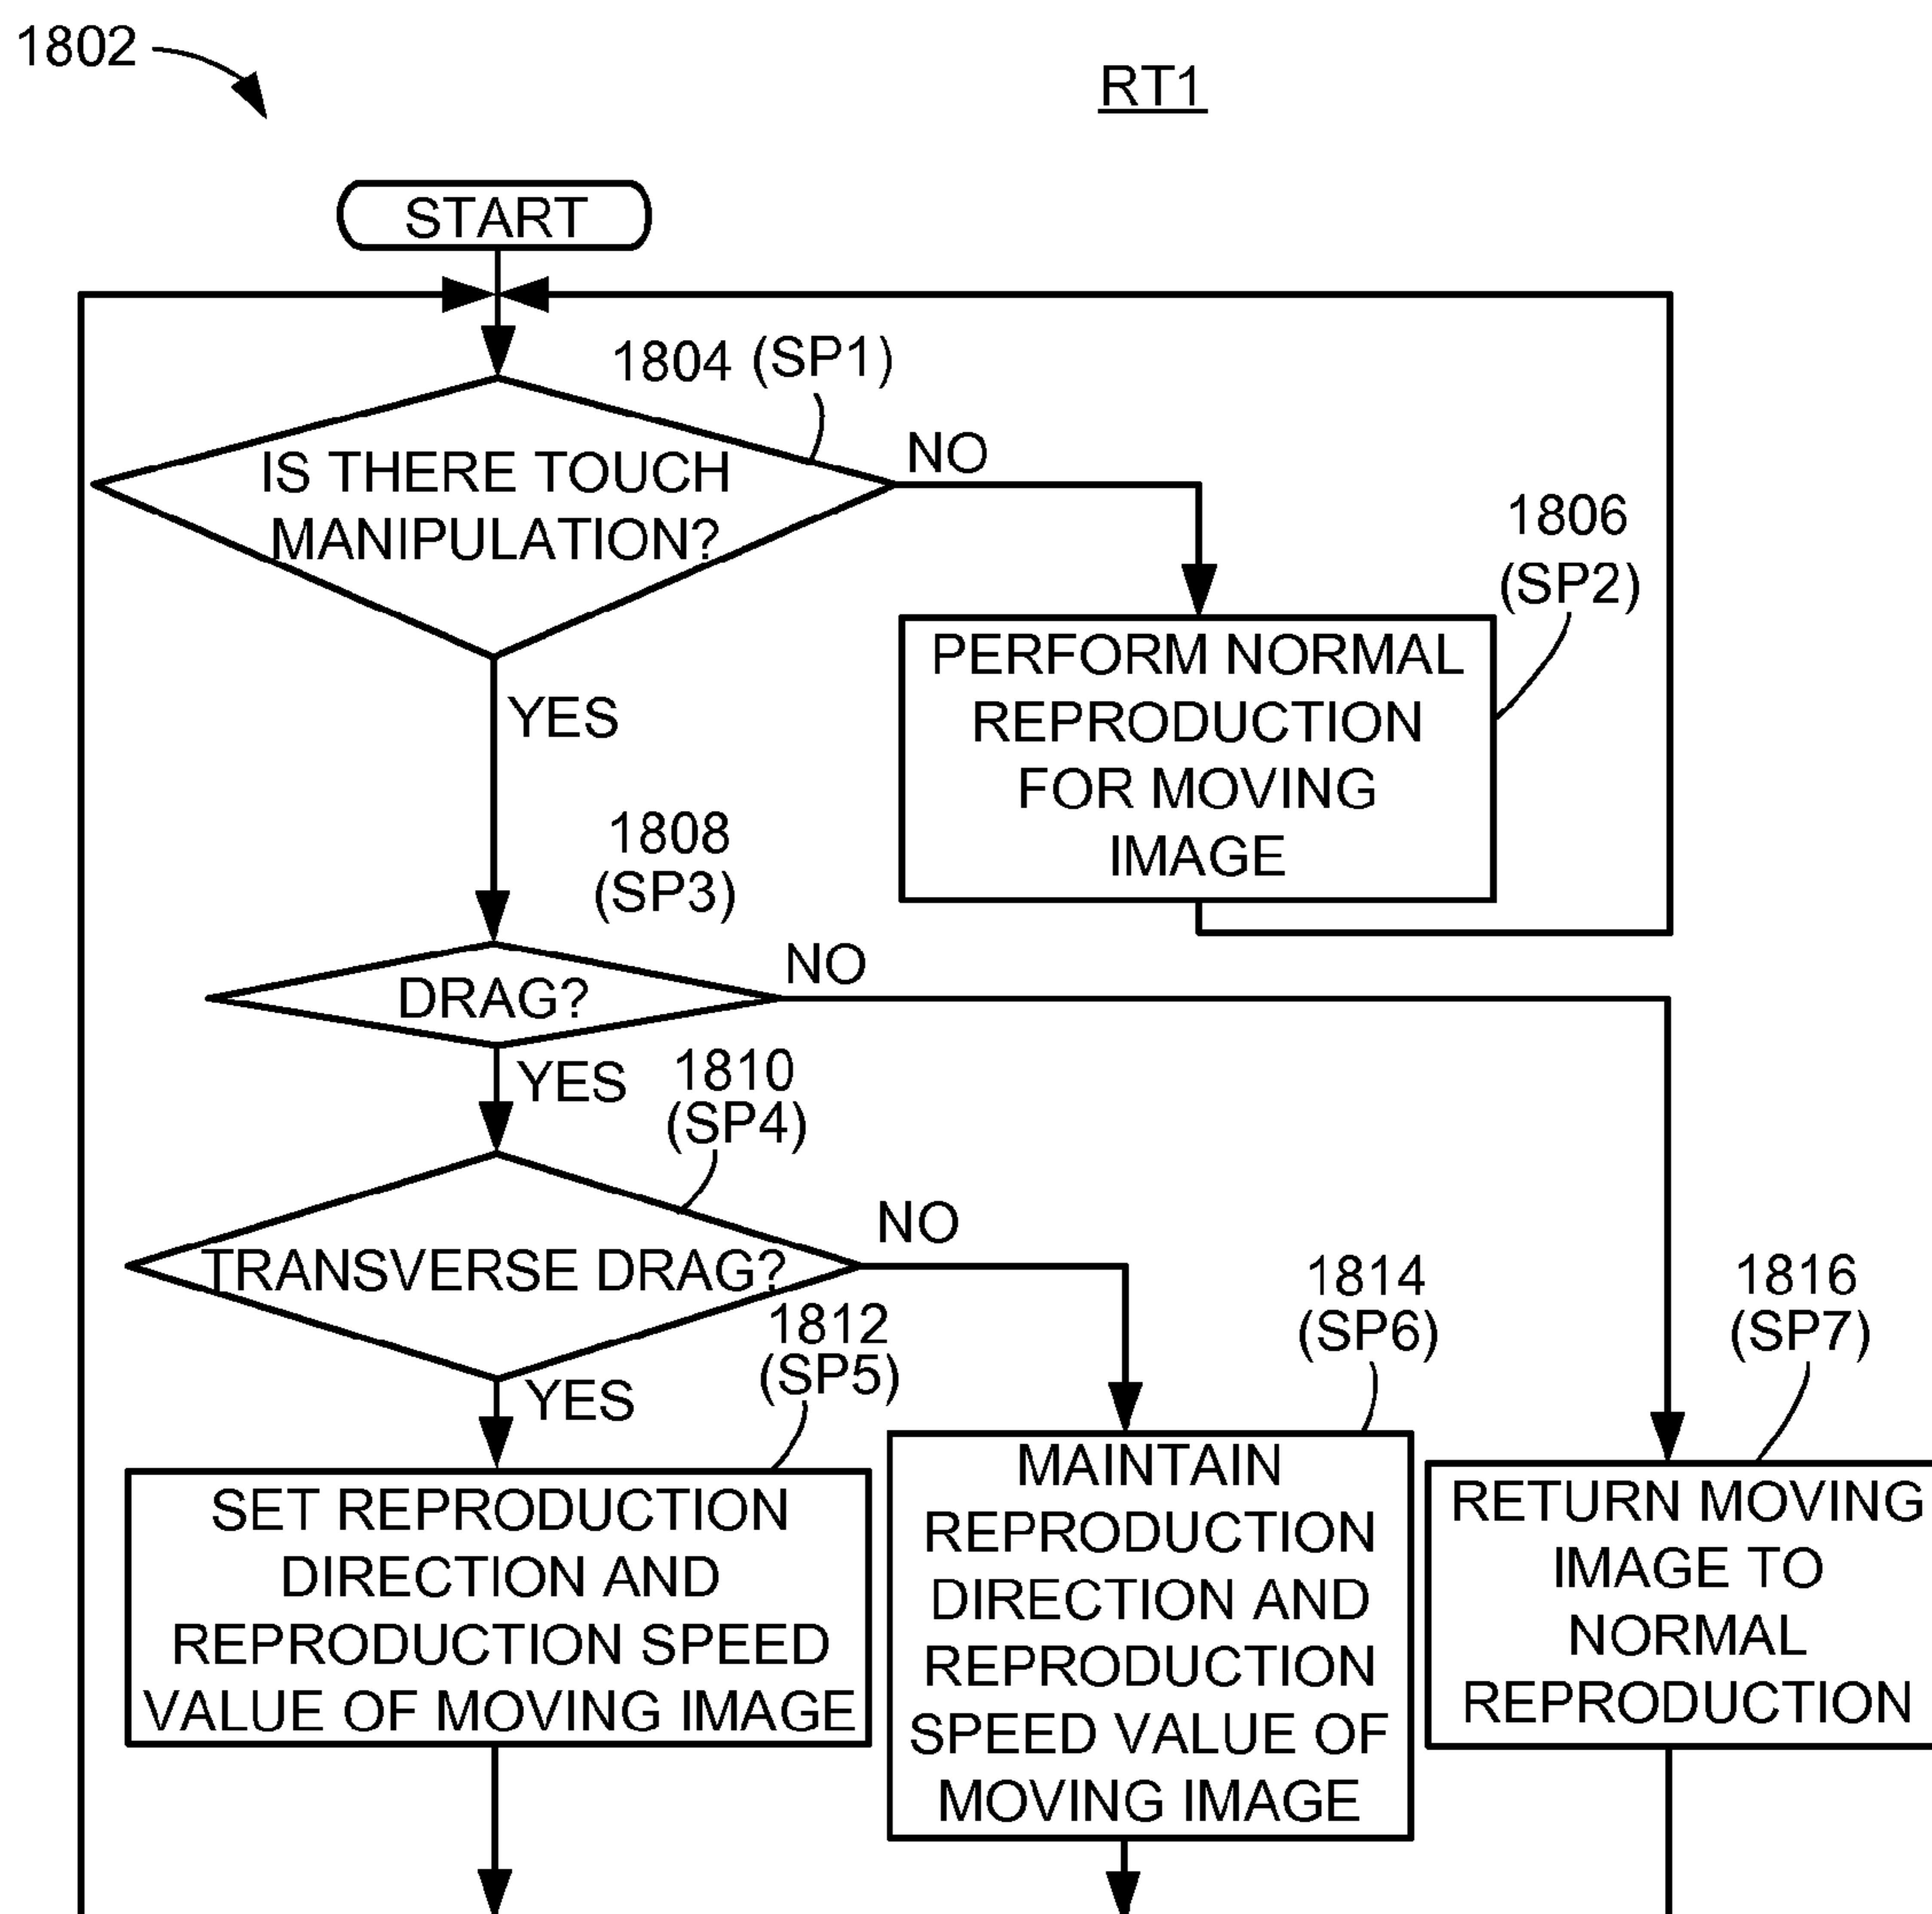 1802
RT1
START
1804 (SP1)
IS THERE TOUCH
MANIPULATION?
NO
YES
1806
(SP2)
PERFORM NORMAL
REPRODUCTION
FOR MOVING
IMAGE
1808
(SP3)
DRAG?
NO
YES
1810
(SP4)
TRANSVERSE DRAG?
NO
YES
1812
(SP5)
SET REPRODUCTION
DIRECTION AND
REPRODUCTION SPEED
VALUE OF MOVING IMAGE
1814
(SP6)
MAINTAIN
REPRODUCTION
DIRECTION AND
REPRODUCTION
SPEED VALUE OF
MOVING IMAGE
1816
(SP7)
RETURN MOVING
IMAGE TO
NORMAL
REPRODUCTION